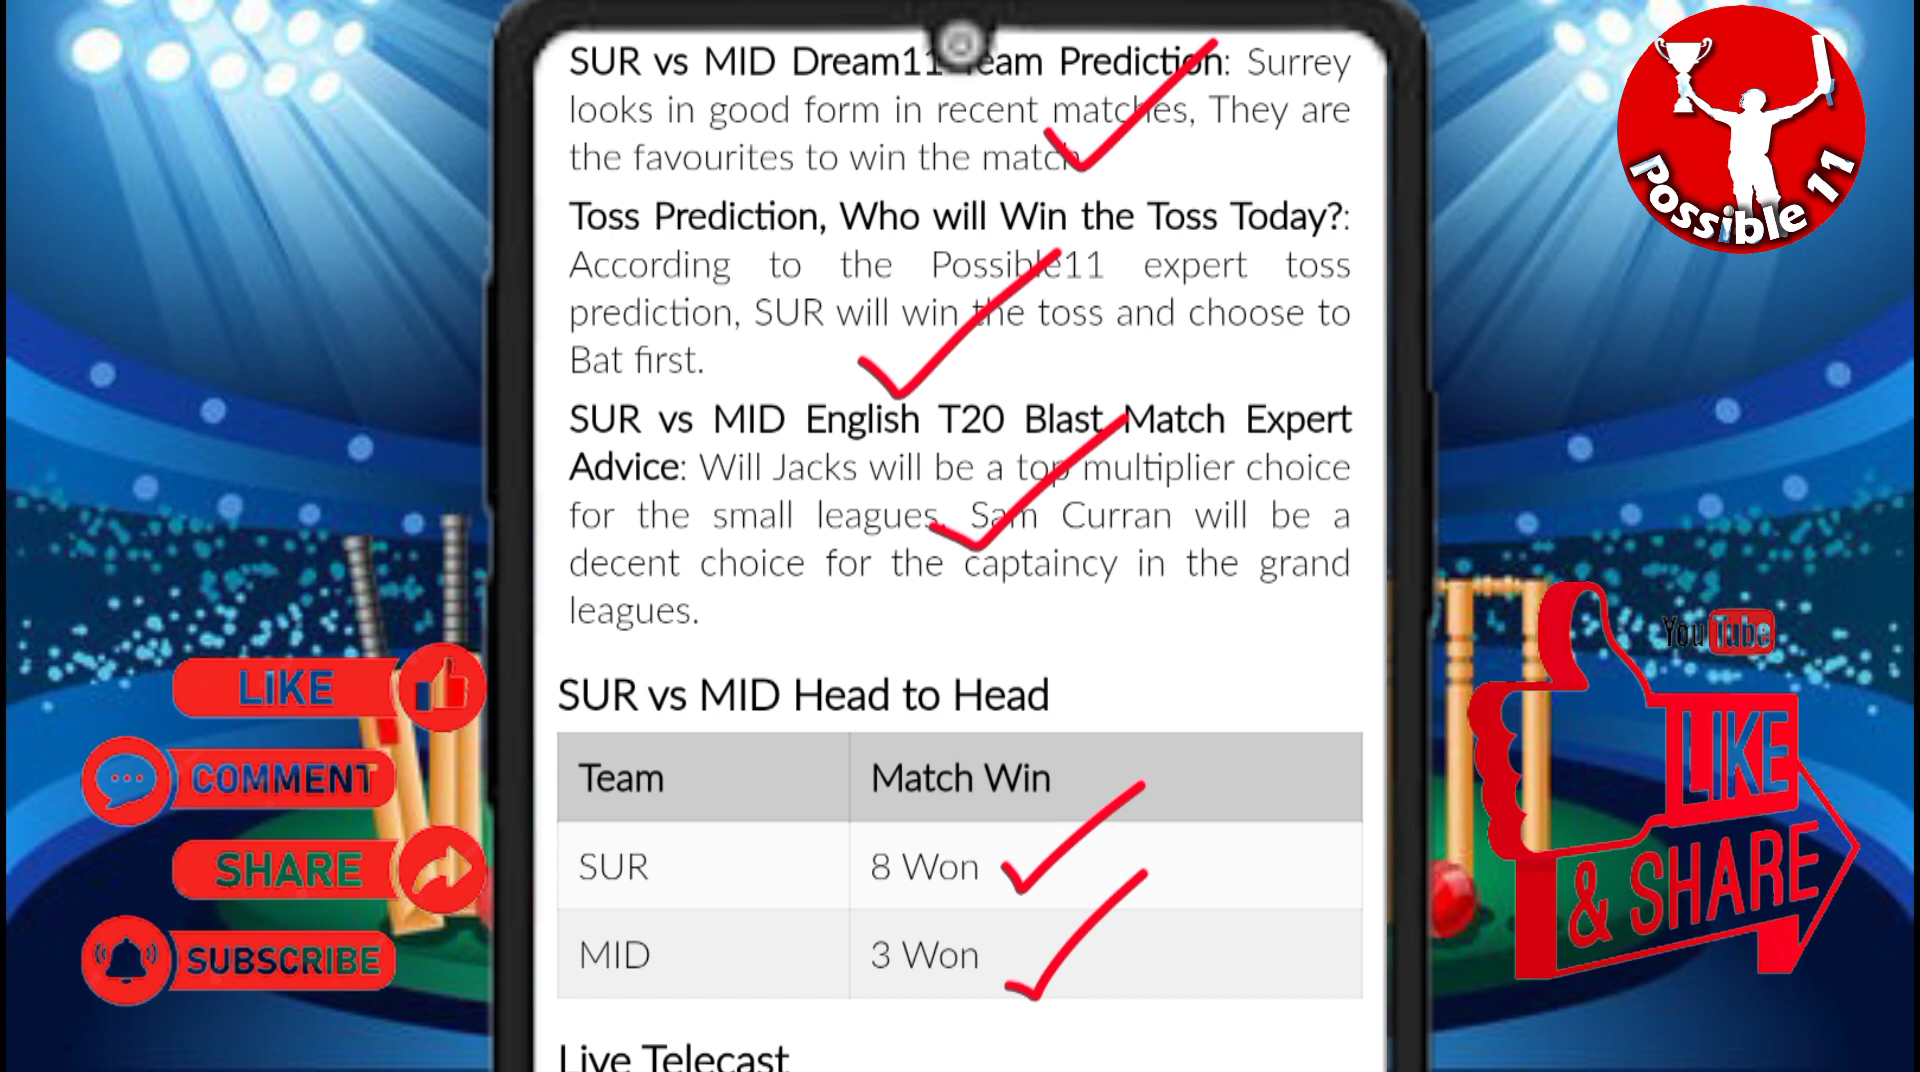 SUR vs MID Dream11 Team Prediction: Surrey
looks in good form in recent matches, They are
the favourites to win the match.
Toss Prediction, Who will Win the Toss Today?:
According to the Possible11 expert toss
prediction, SUR will win the toss and choose to
Bat first.
SUR vs MID English T20 Blast Match Expert
Advice: Will Jacks will be a top multiplier choice
for the small leagues. Sam Curran will be a
decent choice for the captaincy in the grand
leagues.
SUR vs MID Head to Head
Team Match Win
SUR 8 Won
MID 3 Won
Live Telecast
Possible 11
LIKE
COMMENT
SHARE
SUBSCRIBE
YouTube
LIKE
& SHARE